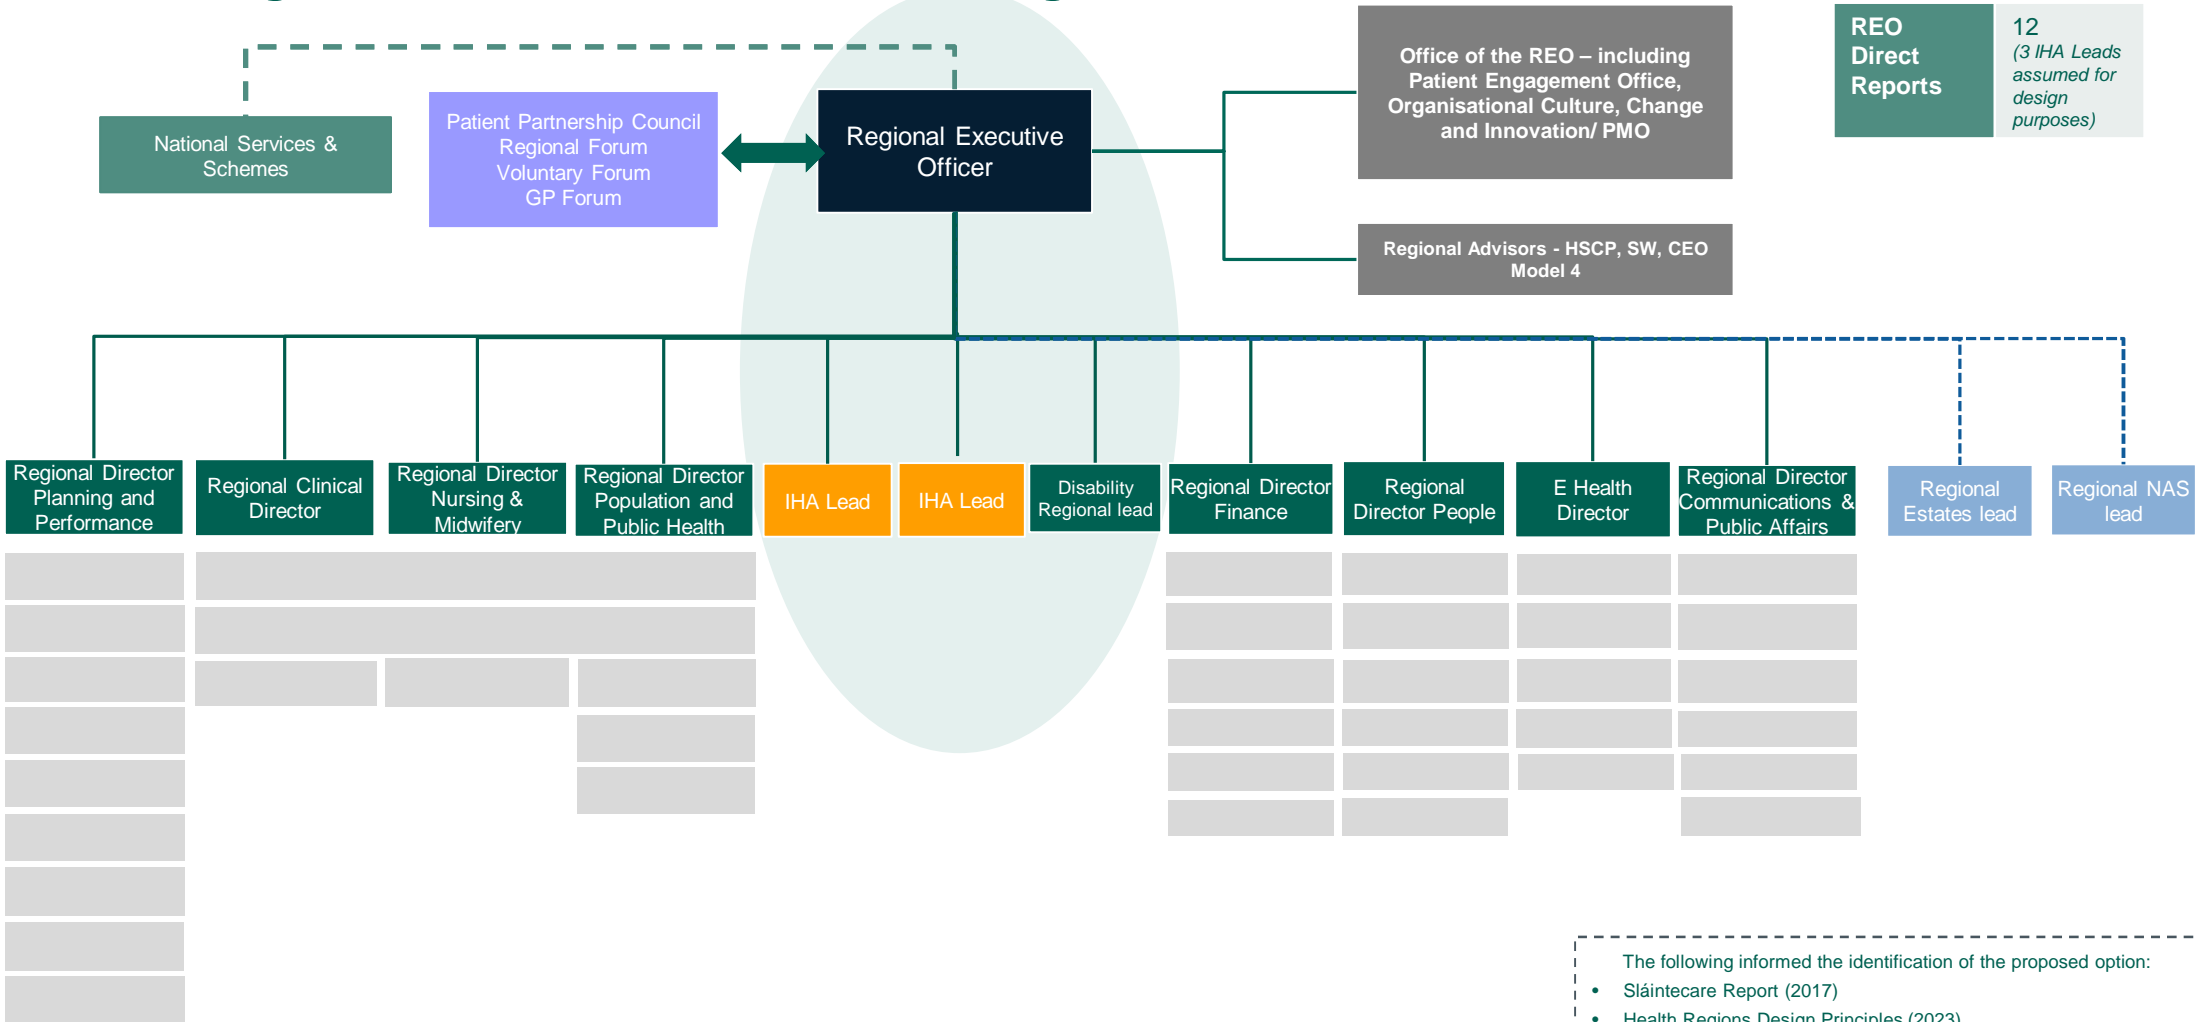 REO
Direct
Reports
12
(3 IHA Leads
assumed for
design
purposes)
Office of the REO – including
Patient Engagement Office,
Organisational Culture, Change
and Innovation/ PMO
National Services &
Schemes
Patient Partnership Council
Regional Forum
Voluntary Forum
GP Forum
Regional Executive
Officer
Regional Advisors - HSCP, SW, CEO
Model 4
Regional Director
Planning and
Performance
Regional Clinical
Director
Regional Director
Nursing &
Midwifery
Regional Director
Population and
Public Health
IHA Lead
IHA Lead
Disability
Regional lead
Regional Director
Finance
Regional
Director People
E Health
Director
Regional Director
Communications &
Public Affairs
Regional
Estates lead
Regional NAS
lead
The following informed the identification of the proposed option:
• Sláintecare Report (2017)
• Health Regions Design Principles (2023)